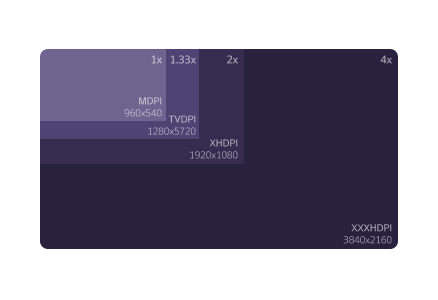 1x
1.33x
2x
4x
MDPI
960x540
TVDPI
1280x5720
XHDPI
1920x1080
XXXHDPI
3840x2160